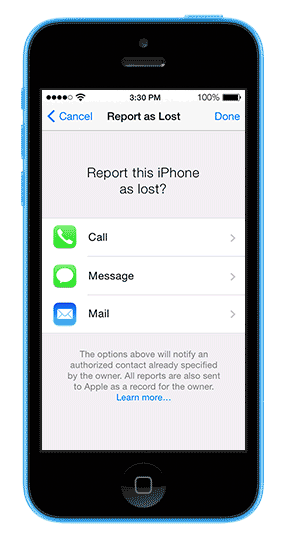 3:30 PM 100%
Cancel Report as Lost Done
Report this iPhone
as lost?
Call
Message
Mail
The options above will notify an
authorized contact already specified
by the owner. All reports are also sent
to Apple as a record for the owner.
Learn more...